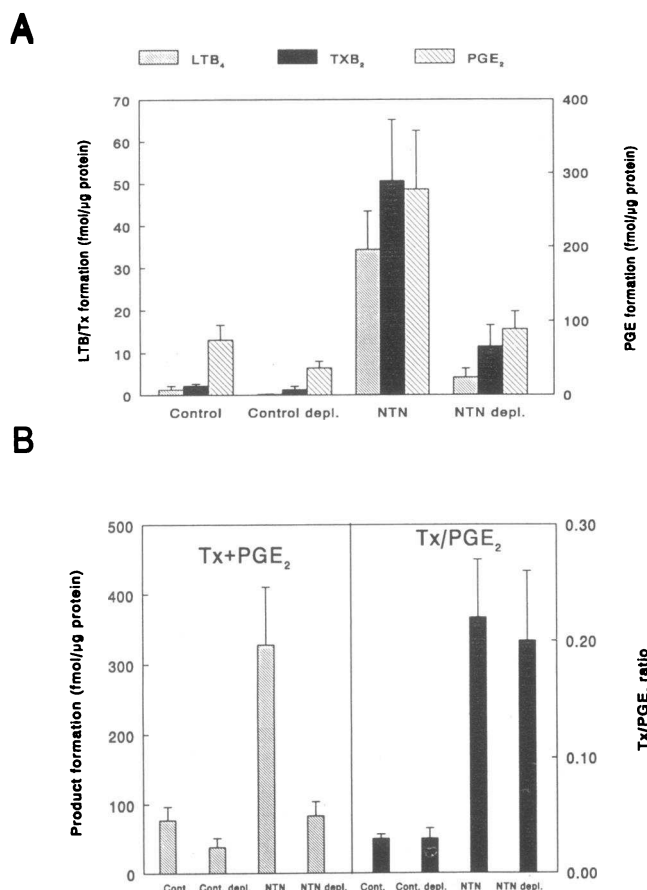 A
LTB₄ TXB₂ PGE₂
LTB/Tx formation (fmol/µg protein)
70
60
50
40
30
20
10
0
400
300
200
100
0
PGE formation (fmol/µg protein)
Control Control depl. NTN NTN depl.
B
Product formation (fmol/µg protein)
500
400
300
200
100
0
Tx+PGE₂ Tx/PGE₂
0.30
0.20
0.10
0.00
Tx/PGE₂ ratio
Cont. Cont. depl. NTN NTN depl. Cont. Cont. depl. NTN NTN depl.